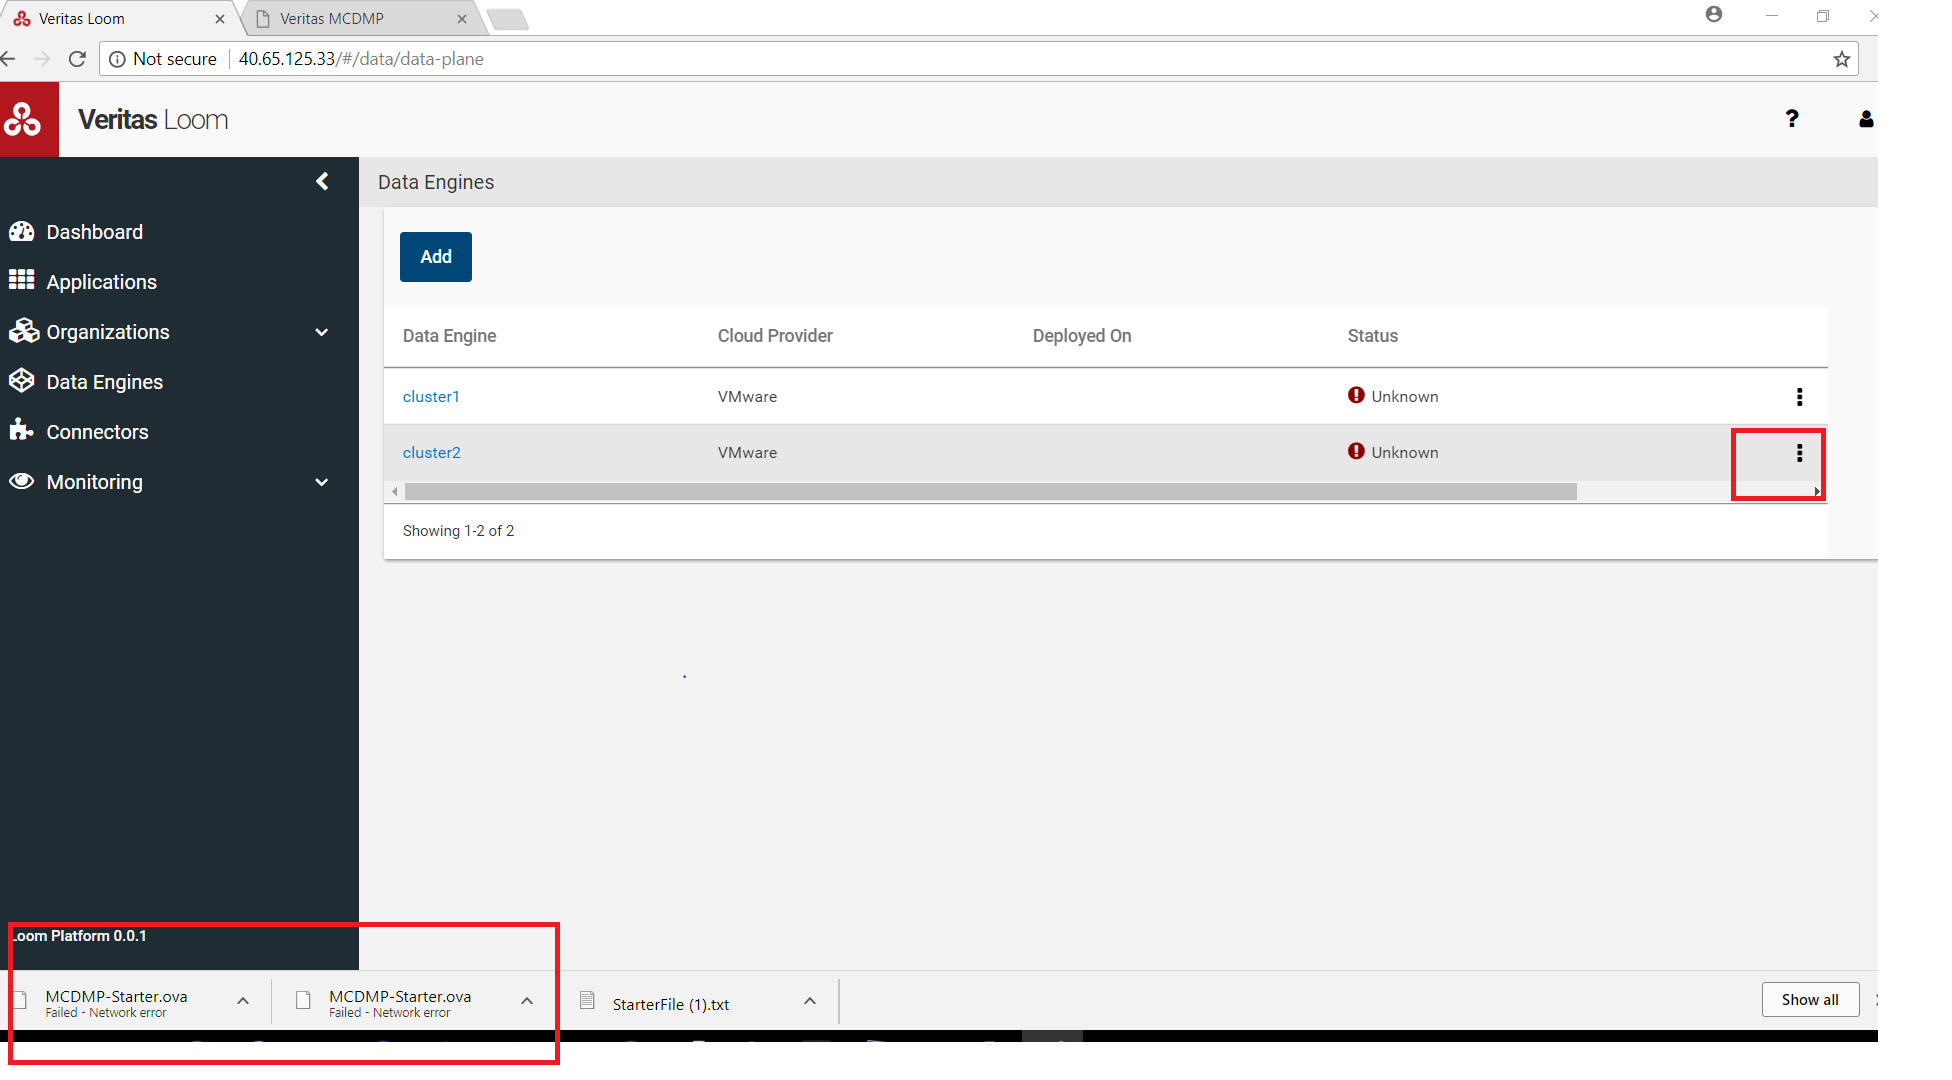 Veritas Loom
Veritas MCDMP
Not secure 40.65.125.33/#/data/data-plane
Veritas Loom
?
Data Engines
Dashboard
Applications
Organizations
Data Engines
Connectors
Monitoring
Loom Platform 0.0.1
Add
Data Engine Cloud Provider Deployed On Status
cluster1 VMware Unknown
cluster2 VMware Unknown
Showing 1-2 of 2
MCDMP-Starter.ova
Failed - Network error
MCDMP-Starter.ova
Failed - Network error
StarterFile (1).txt
Show all